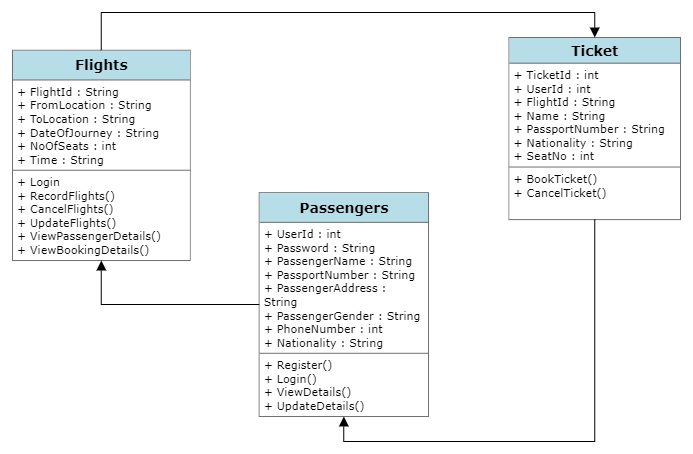 Flights
+ FlightId : String
+ FromLocation : String
+ ToLocation : String
+ DateOfJourney : String
+ NoOfSeats : int
+ Time : String
+ Login
+ RecordFlights()
+ CancelFlights()
+ UpdateFlights()
+ ViewPassengerDetails()
+ ViewBookingDetails()
Passengers
+ UserId : int
+ Password : String
+ PassengerName : String
+ PassportNumber : String
+ PassengerAddress :
String
+ PassengerGender : String
+ PhoneNumber : int
+ Nationality : String
+ Register()
+ Login()
+ ViewDetails()
+ UpdateDetails()
Ticket
+ TicketId : int
+ UserId : int
+ FlightId : String
+ Name : String
+ PassportNumber : String
+ Nationality : String
+ SeatNo : int
+ BookTicket()
+ CancelTicket()